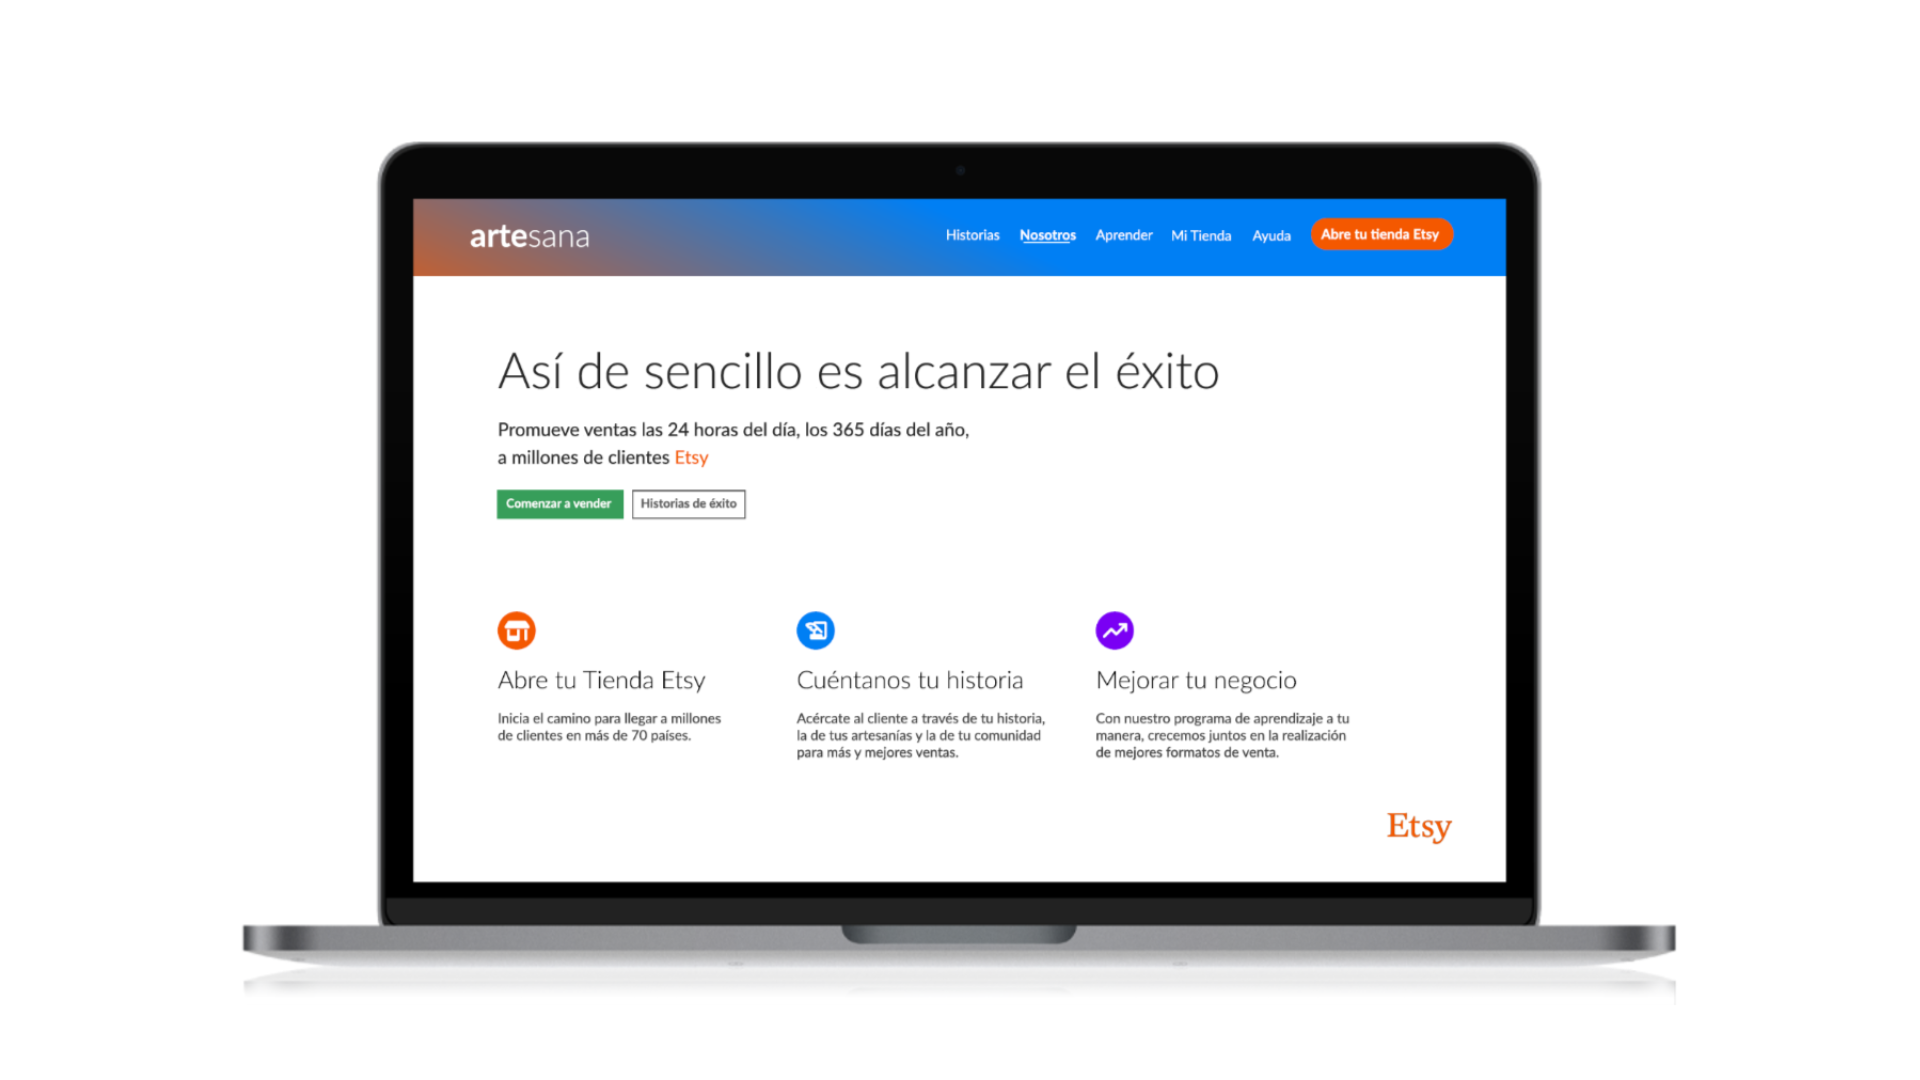 artesana
Historias
Nosotros
Aprender
Mi Tienda
Ayuda
Abre tu tienda Etsy
Así de sencillo es alcanzar el éxito
Promueve ventas las 24 horas del día, los 365 días del año,
a millones de clientes Etsy
Comenzar a vender
Historias de éxito
Abre tu Tienda Etsy
Inicia el camino para llegar a millones
de clientes en más de 70 países.
Cuéntanos tu historia
Acércate al cliente a través de tu historia,
la de tus artesanías y la de tu comunidad
para más y mejores ventas.
Mejorar tu negocio
Con nuestro programa de aprendizaje a tu
manera, crecemos juntos en la realización
de mejores formatos de venta.
Etsy